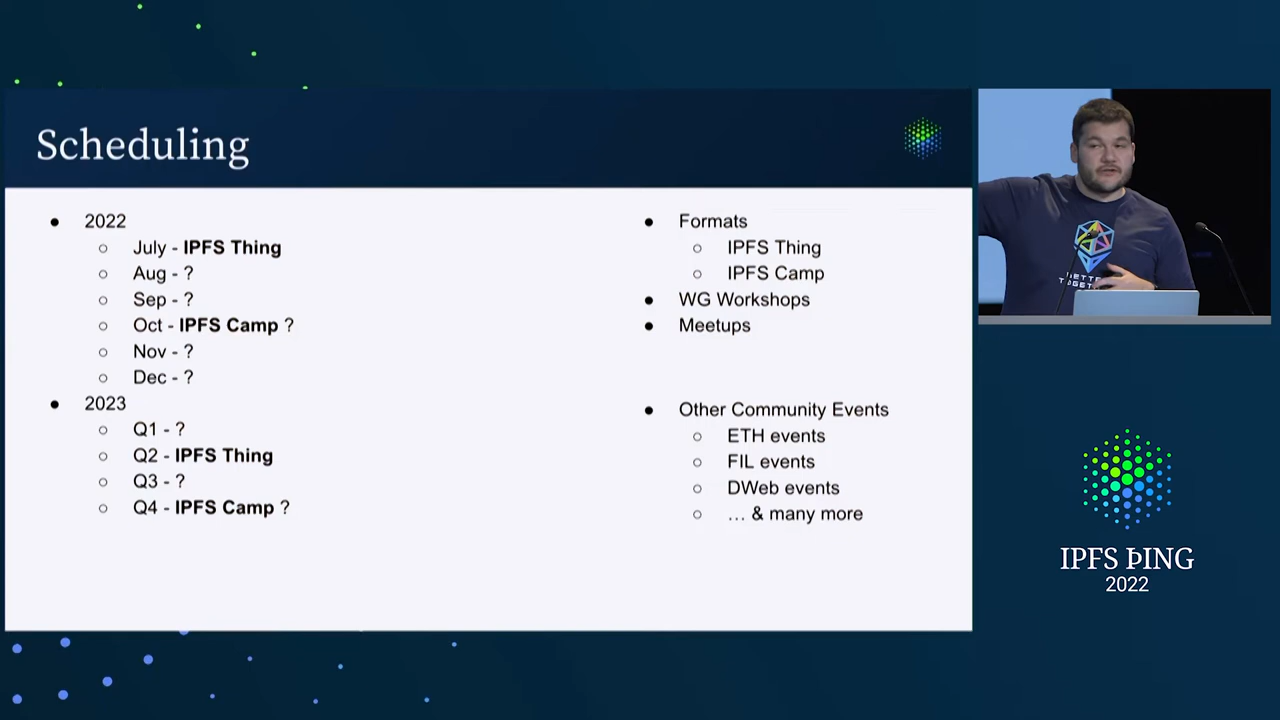 Scheduling
● 2022
○ July - IPFS Thing
○ Aug - ?
○ Sep - ?
○ Oct - IPFS Camp ?
○ Nov - ?
○ Dec - ?
● 2023
○ Q1 - ?
○ Q2 - IPFS Thing
○ Q3 - ?
○ Q4 - IPFS Camp ?
● Formats
○ IPFS Thing
○ IPFS Camp
● WG Workshops
● Meetups
● Other Community Events
○ ETH events
○ FIL events
○ DWeb events
○ … & many more
IPFS ÞING
2022